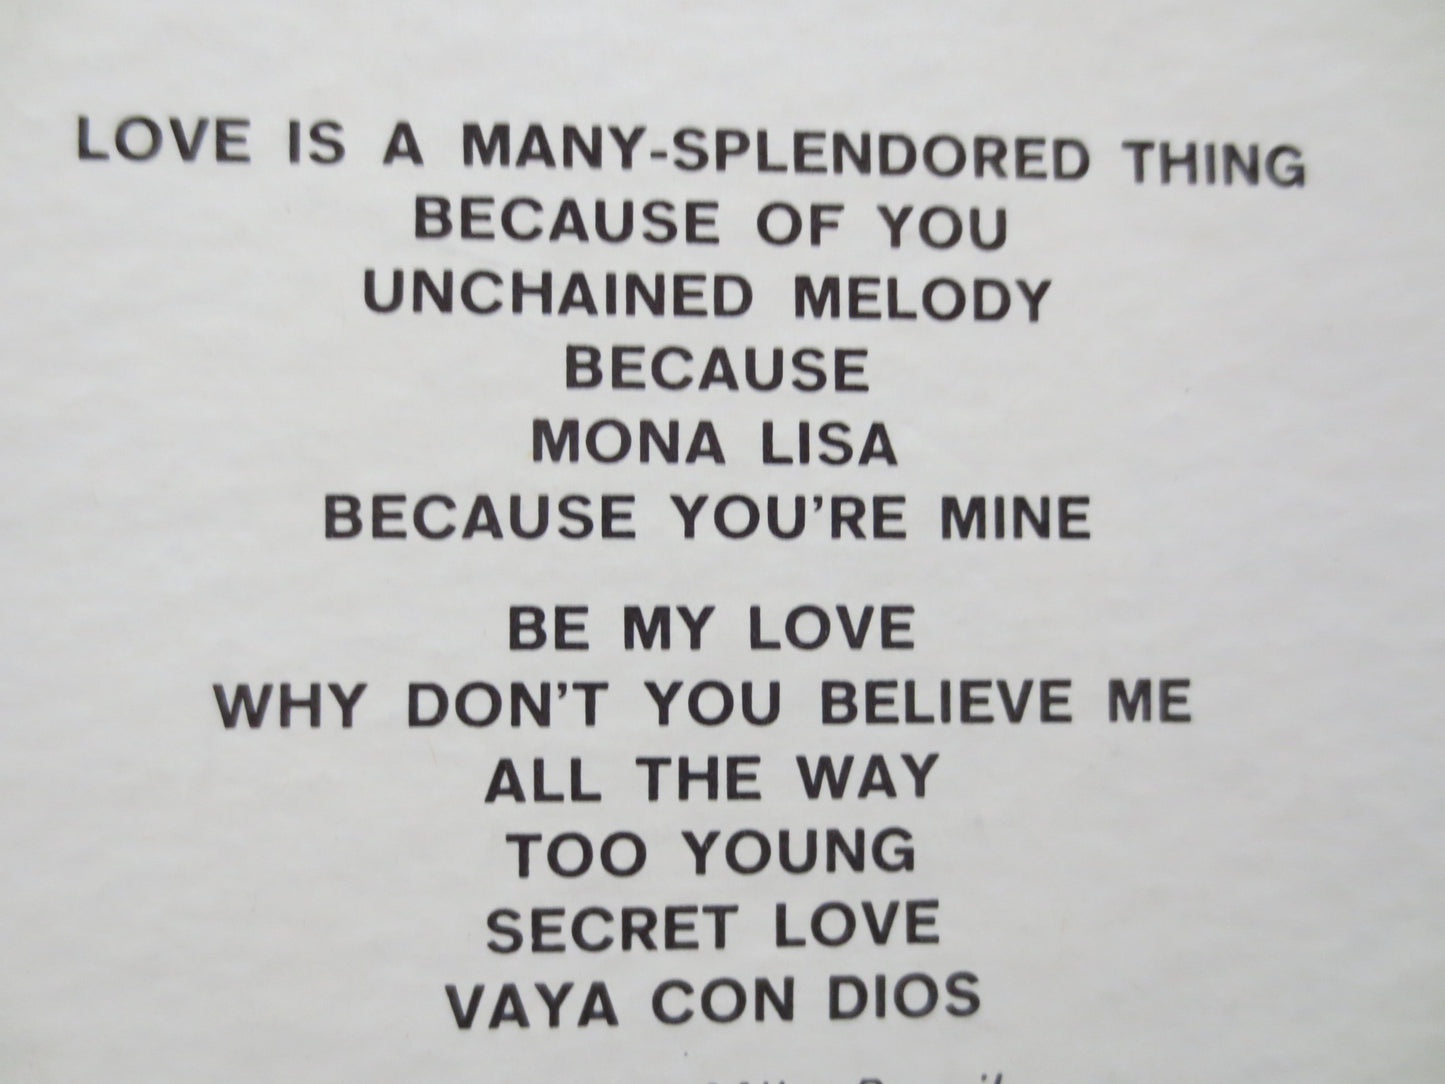 LOVE IS A MANY-SPLENDORED THING
BECAUSE OF YOU
UNCHAINED MELODY
BECAUSE
MONA LISA
BECAUSE YOU'RE MINE
BE MY LOVE
WHY DON'T YOU BELIEVE ME
ALL THE WAY
TOO YOUNG
SECRET LOVE
VAYA CON DIOS